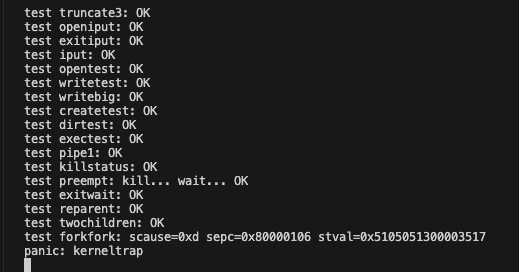 test truncate3: OK
test openiput: OK
test exitiput: OK
test iput: OK
test opentest: OK
test writetest: OK
test writebig: OK
test createtest: OK
test dirtest: OK
test exectest: OK
test pipe1: OK
test killstatus: OK
test preempt: kill... wait... OK
test exitwait: OK
test reparent: OK
test twochildren: OK
test forkfork: scause=0xd sepc=0x80000106 stval=0x5105051300003517
panic: kerneltrap